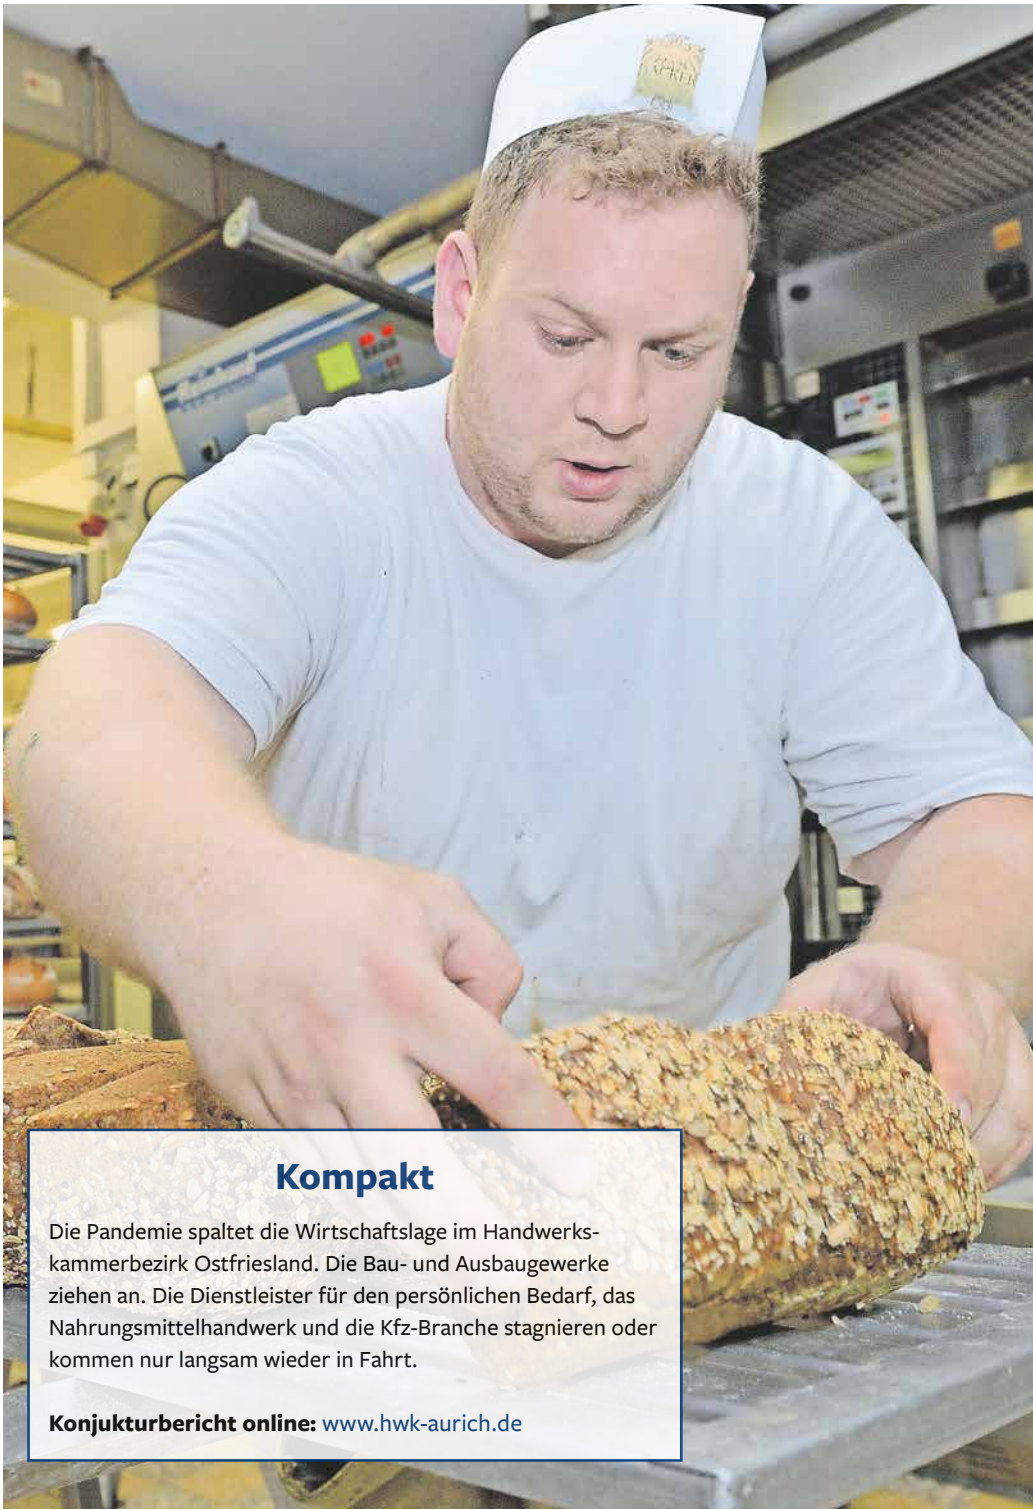 BÄCKER
Kompakt
Die Pandemie spaltet die Wirtschaftslage im Handwerks-
kammerbezirk Ostfriesland. Die Bau- und Ausbaugewerke
ziehen an. Die Dienstleister für den persönlichen Bedarf, das
Nahrungsmittelhandwerk und die Kfz-Branche stagnieren oder
kommen nur langsam wieder in Fahrt.
Konjukturbericht online: www.hwk-aurich.de